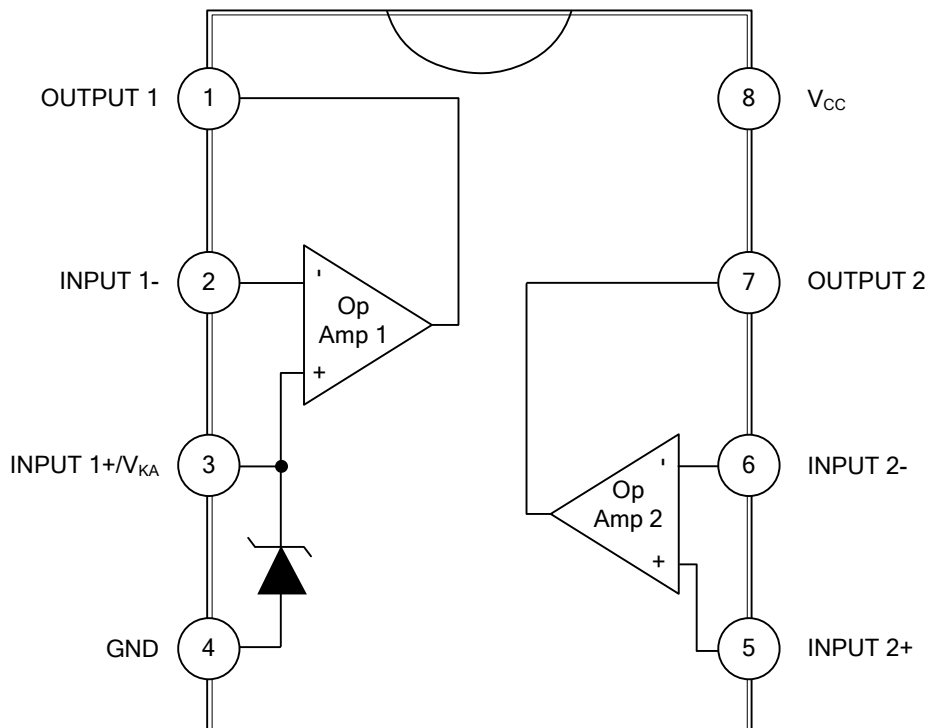 OUTPUT 1
1
INPUT 1-
2
INPUT 1+/VKA
3
GND
4
8
VCC
7
OUTPUT 2
6
INPUT 2-
5
INPUT 2+
-
Op
Amp 1
+
-
Op
Amp 2
+